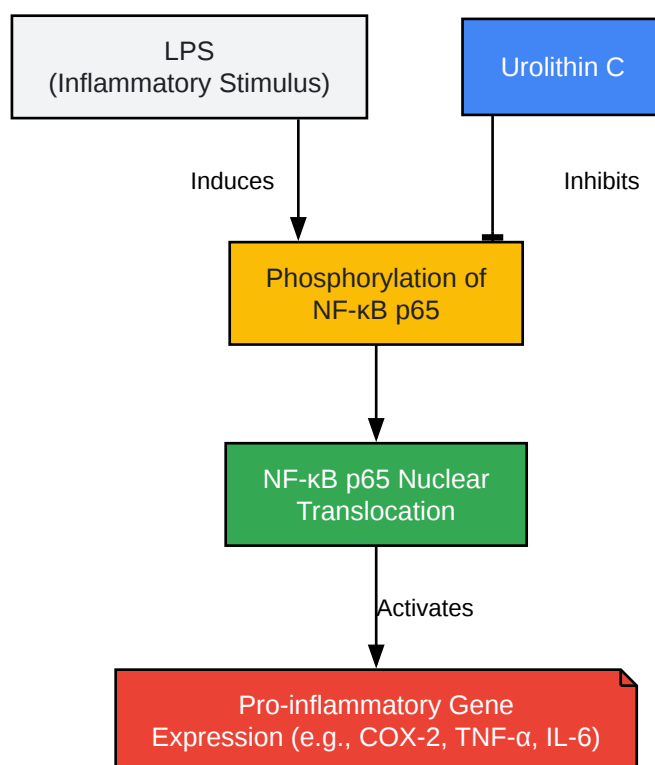 LPS
(Inflammatory Stimulus)
Urolithin C
Induces
Inhibits
Phosphorylation of
NF-κB p65
NF-κB p65 Nuclear
Translocation
Activates
Pro-inflammatory Gene
Expression (e.g., COX-2, TNF-α, IL-6)